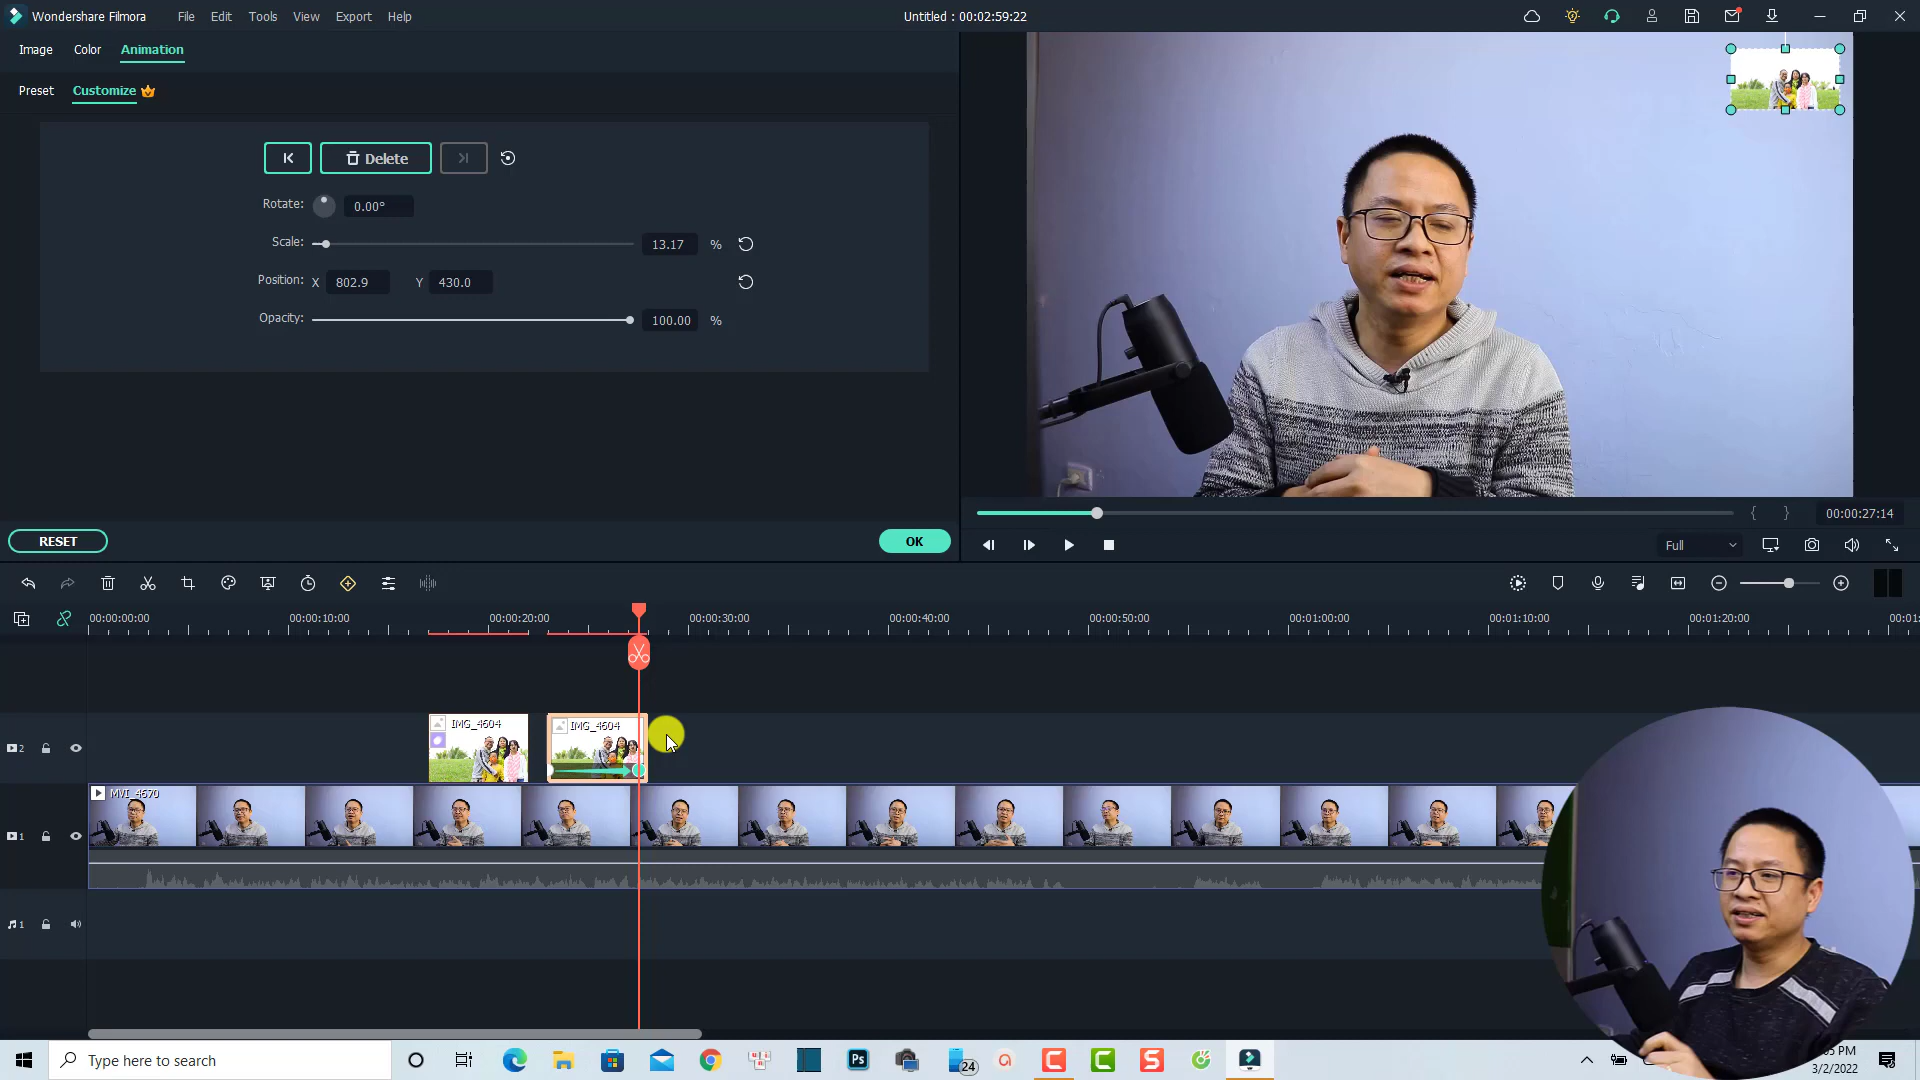 Wondershare Filmora File Edit Tools View Export Help Untitled : 00:02:59:22
Image Color Animation
Preset Customize
Delete
Rotate: 0.00°
Scale: 13.17 %
Position: X 802.9 Y 430.0
Opacity: 100.00 %
RESET OK
{ } 00:00:27:14
Full
00:00:00:00 00:00:10:00 00:00:20:00 00:00:30:00 00:00:40:00 00:00:50:00 00:01:00:00 00:01:10:00 00:01:20:00 00:01:
IMG_4604 IMG_4604
2
MVI_4670
1
1
Type here to search
Ps
24
C C S
PM
3/2/2022